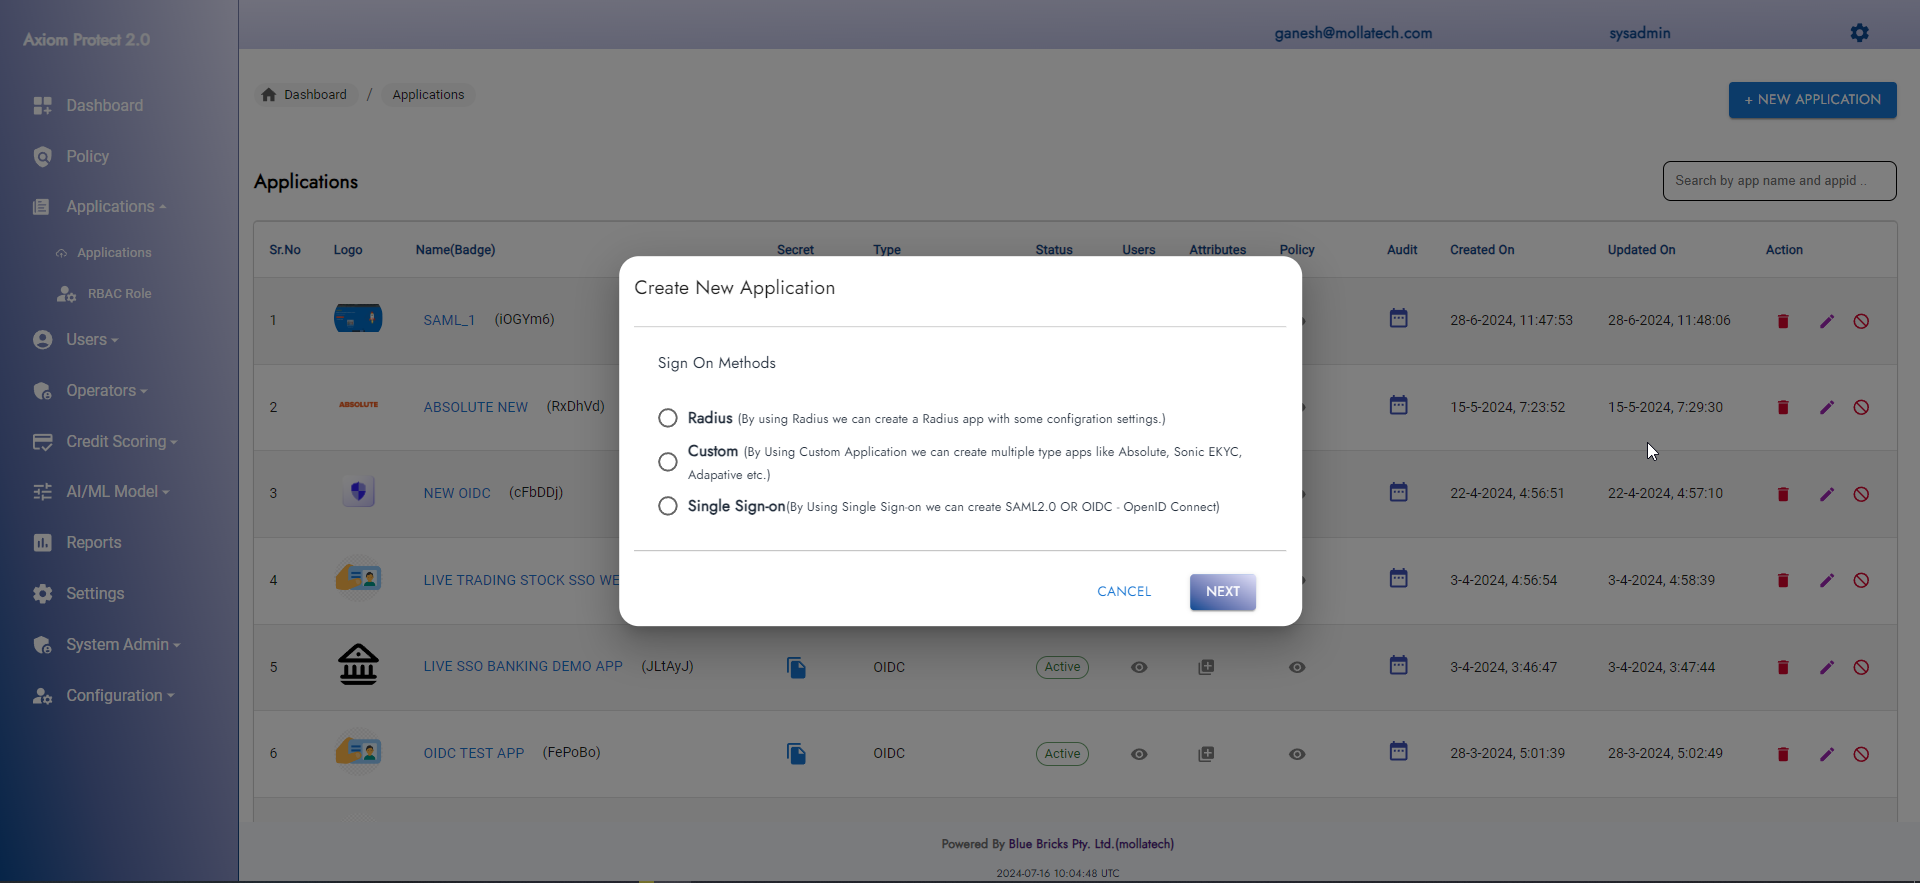 Axiom Protect 2.0
ganesh@mollatech.com
sysadmin
Dashboard
Policy
Applications
Applications
RBAC Role
Users
Operators
Credit Scoring
AI/ML Model
Reports
Settings
System Admin
Configuration
Dashboard / Applications
+ NEW APPLICATION
Applications
Search by app name and appid ..
Sr.No Logo Name(Badge) Secret Type Status Users Attributes Policy Audit Created On Updated On Action
1 SAML_1 (iOGYm6) 28-6-2024, 11:47:53 28-6-2024, 11:48:06
2 ABSOLUTE ABSOLUTE NEW (RxDhVd) 15-5-2024, 7:23:52 15-5-2024, 7:29:30
3 NEW OIDC (cFbDDj) 22-4-2024, 4:56:51 22-4-2024, 4:57:10
4 LIVE TRADING STOCK SSO WE 3-4-2024, 4:56:54 3-4-2024, 4:58:39
5 LIVE SSO BANKING DEMO APP (JLtAyJ) OIDC Active 3-4-2024, 3:46:47 3-4-2024, 3:47:44
6 OIDC TEST APP (FePoBo) OIDC Active 28-3-2024, 5:01:39 28-3-2024, 5:02:49
Create New Application
Sign On Methods
Radius (By using Radius we can create a Radius app with some configration settings.)
Custom (By Using Custom Application we can create multiple type apps like Absolute, Sonic EKYC,
Adapative etc.)
Single Sign-on(By Using Single Sign-on we can create SAML2.0 OR OIDC - OpenID Connect)
CANCEL
NEXT
Powered By Blue Bricks Pty. Ltd.(mollatech)
2024-07-16 10:04:48 UTC